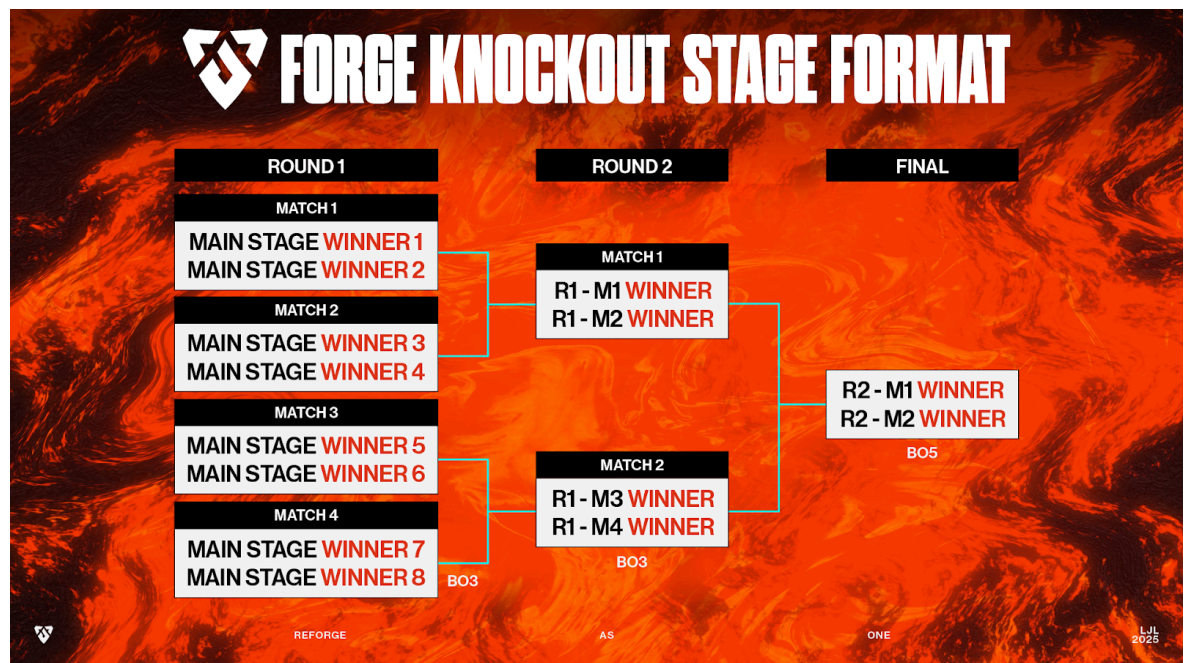 FORGE KNOCKOUT STAGE FORMAT
ROUND 1
MATCH 1
MAIN STAGE WINNER 1
MAIN STAGE WINNER 2
MATCH 2
MAIN STAGE WINNER 3
MAIN STAGE WINNER 4
MATCH 3
MAIN STAGE WINNER 5
MAIN STAGE WINNER 6
MATCH 4
MAIN STAGE WINNER 7
MAIN STAGE WINNER 8
BO3
ROUND 2
MATCH 1
R1 - M1 WINNER
R1 - M2 WINNER
MATCH 2
R1 - M3 WINNER
R1 - M4 WINNER
BO3
FINAL
R2 - M1 WINNER
R2 - M2 WINNER
BO5
REFORGE
AS
ONE
LJL
2025